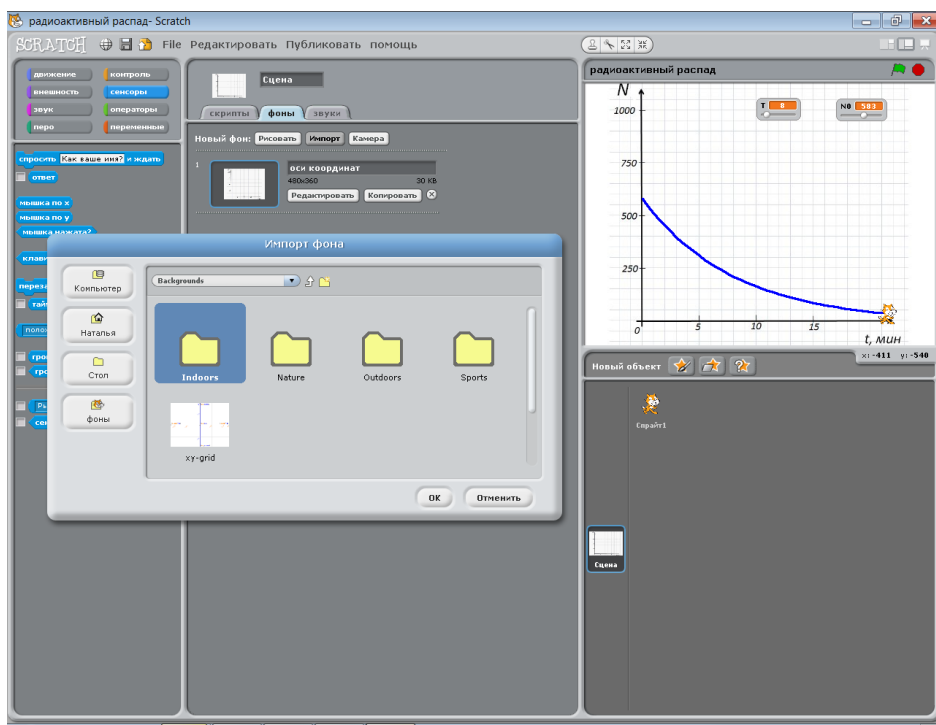 радиоактивный распад- Scratch
SCRATCH File Редактировать Публиковать помощь
движение контроль
внешность сенсоры
звук операторы
перо переменные
Сцена
скрипты фоны звуки
Новый фон: Рисовать Импорт Камера
1
оси координат
480x360 30 KB
Редактировать Копировать
спросить Как ваше имя? и ждать
ответ
мышка по x
мышка по y
мышка нажата?
Импорт фона
Компьютер
Наталья
Стол
фоны
Backgrounds
Indoors Nature Outdoors Sports
xy-grid
OK Отменить
радиоактивный распад
N
T 8
N0 583
1000
750
500
250
0 5 10 15
t, мин
x: -411 y: -540
Новый объект
Спрайт1
Сцена